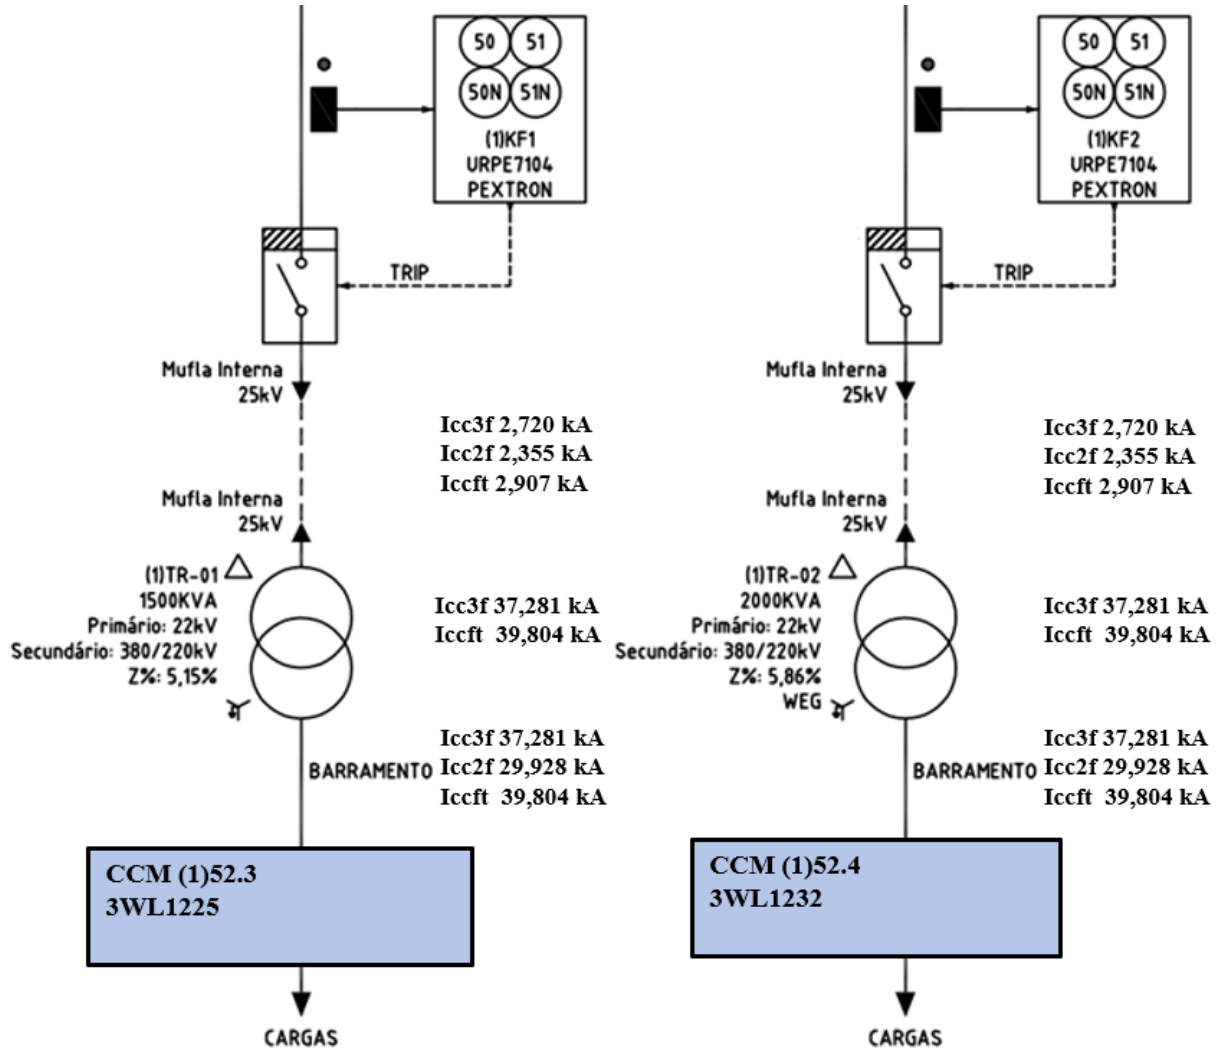 50 51
50N 51N
(1)KF1
URPE7104
PEXTRON
TRIP
Mufla Interna
25kV
Icc3f 2,720 kA
Icc2f 2,355 kA
Iccft 2,907 kA
Mufla Interna
25kV
(1)TR-01
1500KVA
Primário: 22kV
Secundário: 380/220kV
Z%: 5,15%
Icc3f 37,281 kA
Iccft 39,804 kA
BARRAMENTO
Icc3f 37,281 kA
Icc2f 29,928 kA
Iccft 39,804 kA
CCM (1)52.3
3WL1225
CARGAS
50 51
50N 51N
(1)KF2
URPE7104
PEXTRON
TRIP
Mufla Interna
25kV
Icc3f 2,720 kA
Icc2f 2,355 kA
Iccft 2,907 kA
Mufla Interna
25kV
(1)TR-02
2000KVA
Primário: 22kV
Secundário: 380/220kV
Z%: 5,86%
WEG
Icc3f 37,281 kA
Iccft 39,804 kA
BARRAMENTO
Icc3f 37,281 kA
Icc2f 29,928 kA
Iccft 39,804 kA
CCM (1)52.4
3WL1232
CARGAS